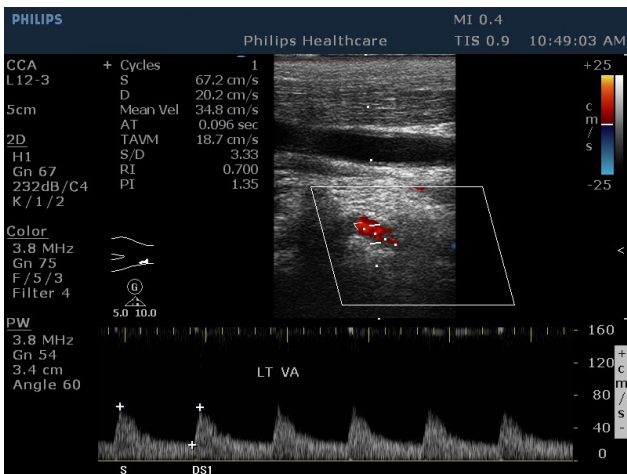 PHILIPS
MI 0.4
Philips Healthcare
TIS 0.9 10:49:03 AM
CCA
L12-3
5cm
2D
H1
Gn 67
232dB/C4
K/1/2
Color
3.8 MHz
Gn 75
F/5/3
Filter 4
PW
3.8 MHz
Gn 54
3.4 cm
Angle 60
+ Cycles 1
S 67.2 cm/s
D 20.2 cm/s
Mean Vel 34.8 cm/s
AT 0.096 sec
TAVM 18.7 cm/s
S/D 3.33
RI 0.700
PI 1.35
G
5.0 10.0
+25
cm/s
-25
<
LT VA
160
120
80
40
0
+
cm/s
-
S
DS1